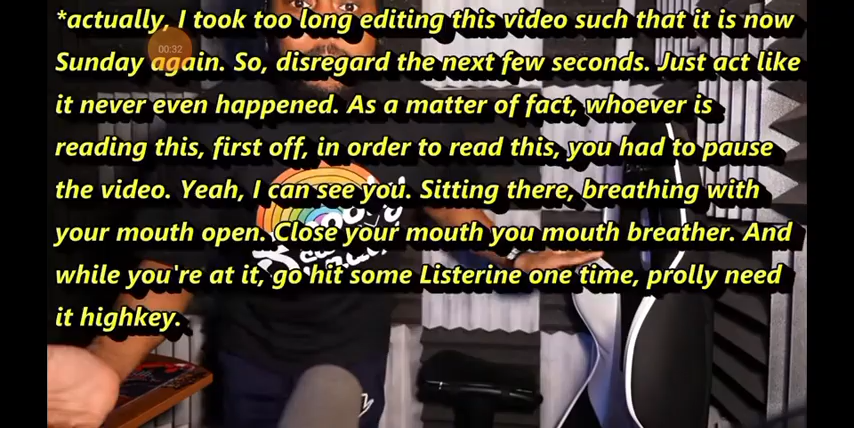 *actually, I took too long editing this video such that it is now
00:32
Sunday again. So, disregard the next few seconds. Just act like
it never even happened. As a matter of fact, whoever is
reading this, first off, in order to read this, you had to pause
the video. Yeah, I can see you. Sitting there, breathing with
your mouth open. Close your mouth you mouth breather. And
while you're at it, go hit some Listerine one time, prolly need
it highkey.